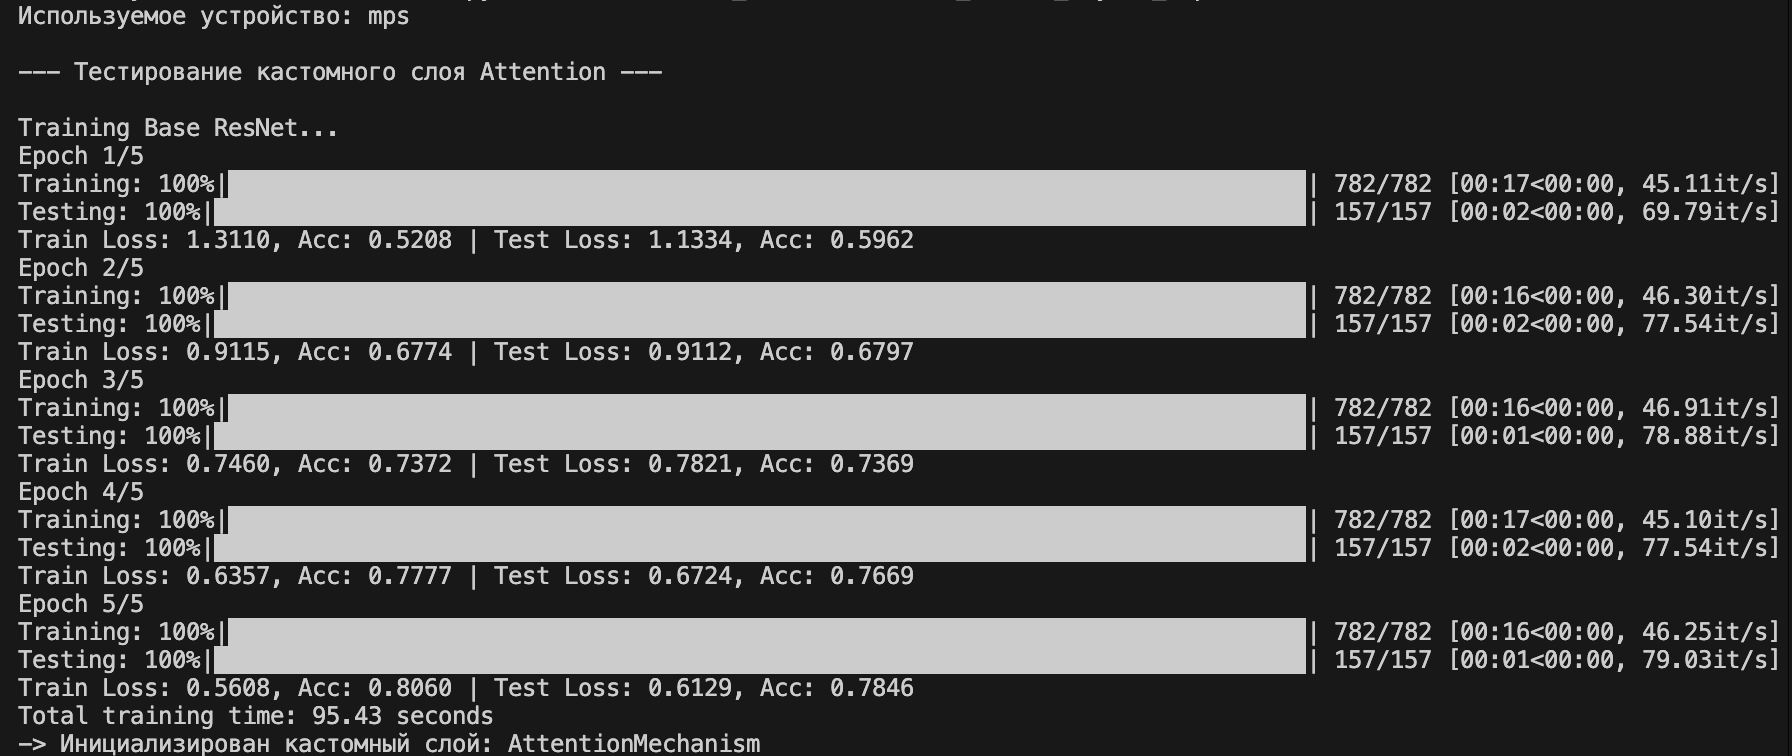 Используемое устройство: mps
--- Тестирование кастомного слоя Attention ---
Training Base ResNet...
Epoch 1/5
Training: 100%|██████████| 782/782 [00:17<00:00, 45.11it/s]
Testing: 100%|██████████| 157/157 [00:02<00:00, 69.79it/s]
Train Loss: 1.3110, Acc: 0.5208 | Test Loss: 1.1334, Acc: 0.5962
Epoch 2/5
Training: 100%|██████████| 782/782 [00:16<00:00, 46.30it/s]
Testing: 100%|██████████| 157/157 [00:02<00:00, 77.54it/s]
Train Loss: 0.9115, Acc: 0.6774 | Test Loss: 0.9112, Acc: 0.6797
Epoch 3/5
Training: 100%|██████████| 782/782 [00:16<00:00, 46.91it/s]
Testing: 100%|██████████| 157/157 [00:01<00:00, 78.88it/s]
Train Loss: 0.7460, Acc: 0.7372 | Test Loss: 0.7821, Acc: 0.7369
Epoch 4/5
Training: 100%|██████████| 782/782 [00:17<00:00, 45.10it/s]
Testing: 100%|██████████| 157/157 [00:02<00:00, 77.54it/s]
Train Loss: 0.6357, Acc: 0.7777 | Test Loss: 0.6724, Acc: 0.7669
Epoch 5/5
Training: 100%|██████████| 782/782 [00:16<00:00, 46.25it/s]
Testing: 100%|██████████| 157/157 [00:01<00:00, 79.03it/s]
Train Loss: 0.5608, Acc: 0.8060 | Test Loss: 0.6129, Acc: 0.7846
Total training time: 95.43 seconds
-> Инициализирован кастомный слой: AttentionMechanism